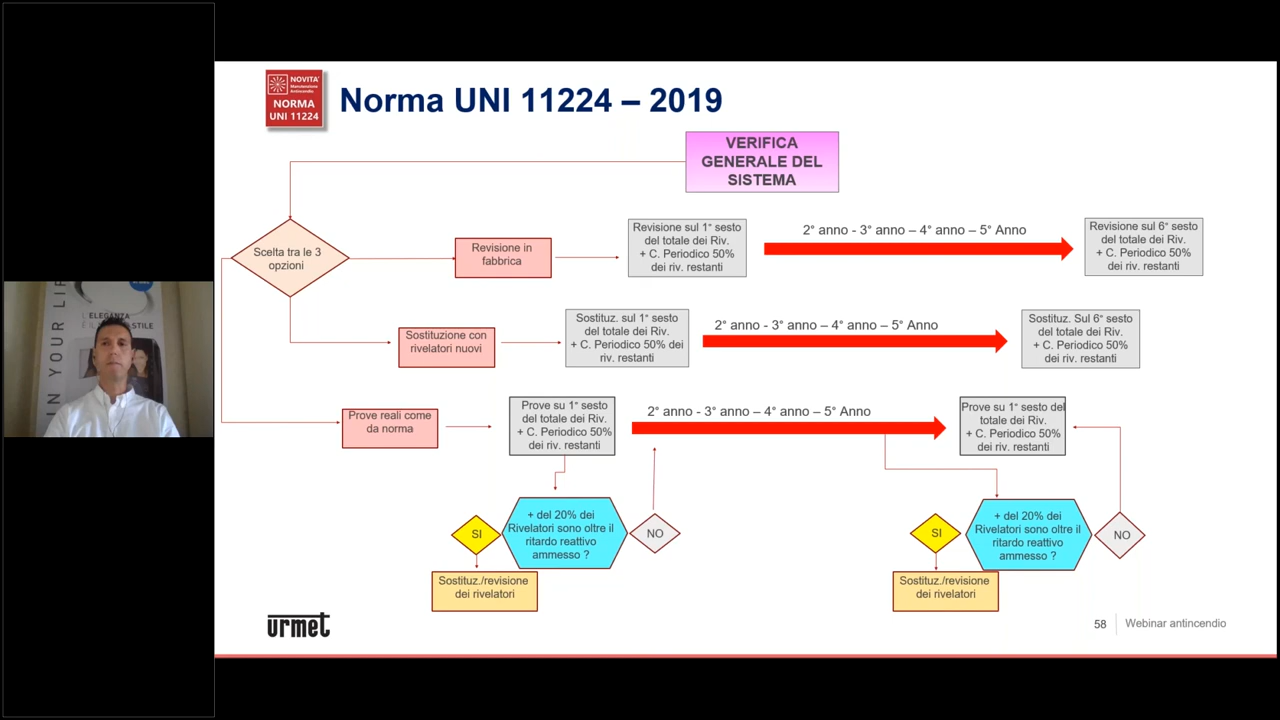 NOVITA'
Manutenzione
Antincendio
NORMA
UNI 11224
Norma UNI 11224 – 2019
VERIFICA
GENERALE DEL
SISTEMA
Scelta tra le 3
opzioni
Revisione in
fabbrica
Revisione sul 1° sesto
del totale dei Riv.
+ C. Periodico 50%
dei riv. restanti
2° anno - 3° anno – 4° anno – 5° Anno
Revisione sul 6° sesto
del totale dei Riv.
+ C. Periodico 50%
dei riv. restanti
Sostituzione con
rivelatori nuovi
Sostituz. sul 1° sesto
del totale dei Riv.
+ C. Periodico 50% dei
riv. restanti
2° anno - 3° anno – 4° anno – 5° Anno
Sostituz. Sul 6° sesto
del totale dei Riv.
+ C. Periodico 50%
dei riv. restanti
Prove reali come
da norma
Prove su 1° sesto
del totale dei Riv.
+ C. Periodico 50%
dei riv. restanti
2° anno - 3° anno – 4° anno – 5° Anno
Prove su 1° sesto del
totale dei Riv.
+ C. Periodico 50%
dei riv. restanti
SI
+ del 20% dei
Rivelatori sono oltre il
ritardo reattivo
ammesso ?
NO
SI
+ del 20% dei
Rivelatori sono oltre il
ritardo reattivo
ammesso ?
NO
Sostituz./revisione
dei rivelatori
Sostituz./revisione
dei rivelatori
urmet
58
Webinar antincendio
IN YOUR LIF
ELEGANZA
STILE